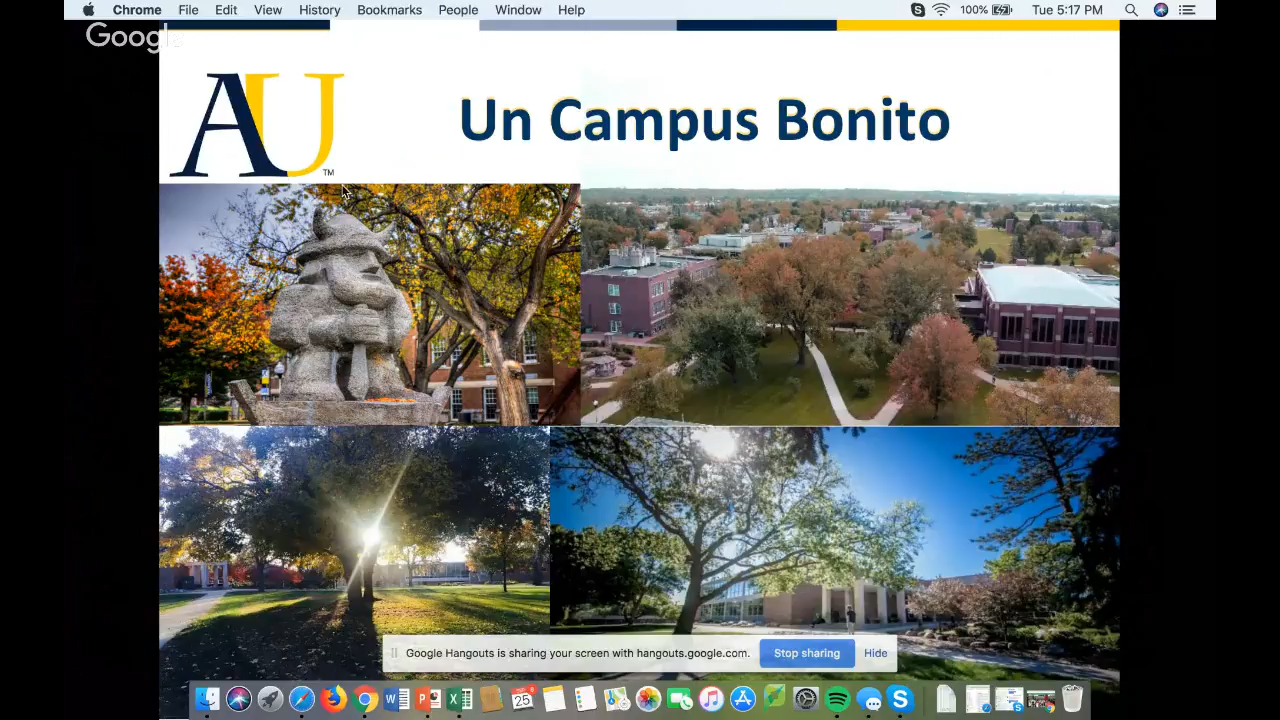 Chrome File Edit View History Bookmarks People Window Help 100% Tue 5:17 PM
Google
AU
TM
Un Campus Bonito
Google Hangouts is sharing your screen with hangouts.google.com. Stop sharing Hide
25